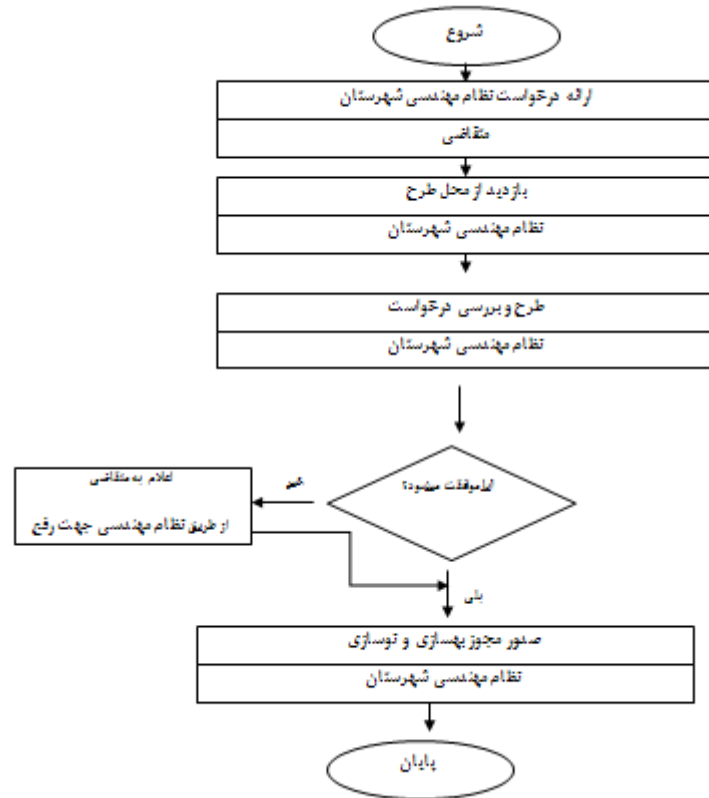 شروع
ارائه درخواست نظام مهندسی شهرستان
متقاضی
بازدید از محل طرح
نظام مهندسی شهرستان
طرح و بررسی درخواست
نظام مهندسی شهرستان
آیا موافقت میشود؟
خیر
اعلام به متقاضی
از طریق نظام مهندسی جهت رفع
بلی
صدور مجوز بهسازی و نوسازی
نظام مهندسی شهرستان
پایان